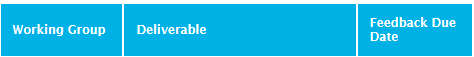 Working Group
Deliverable
Feedback Due
Date